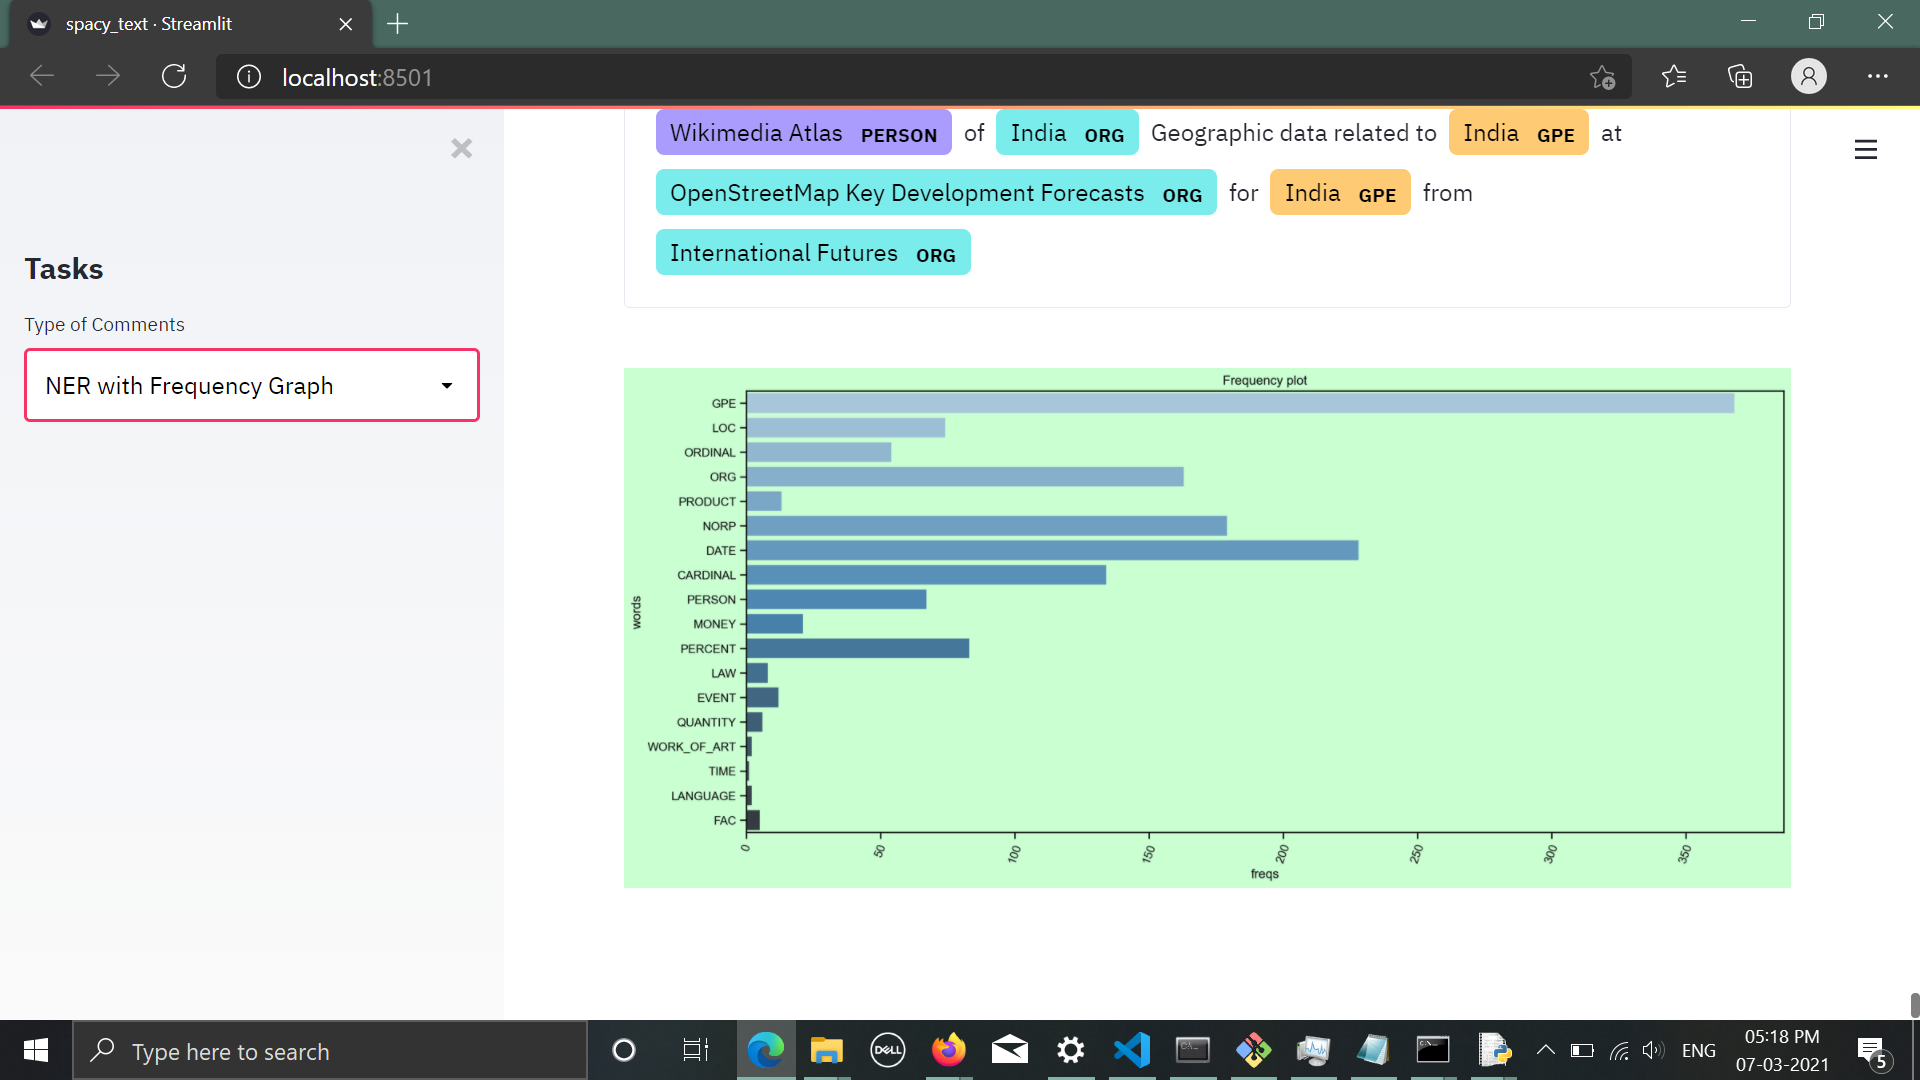 spacy_text · Streamlit
localhost:8501
Wikimedia Atlas PERSON of India ORG Geographic data related to India GPE at
OpenStreetMap Key Development Forecasts ORG for India GPE from
International Futures ORG
Tasks
Type of Comments
NER with Frequency Graph
Frequency plot
words
GPE
LOC
ORDINAL
ORG
PRODUCT
NORP
DATE
CARDINAL
PERSON
MONEY
PERCENT
LAW
EVENT
QUANTITY
WORK_OF_ART
TIME
LANGUAGE
FAC
0 50 100 150 200 250 300 350
freqs
Type here to search
DELL
ENG
05:18 PM
07-03-2021
5